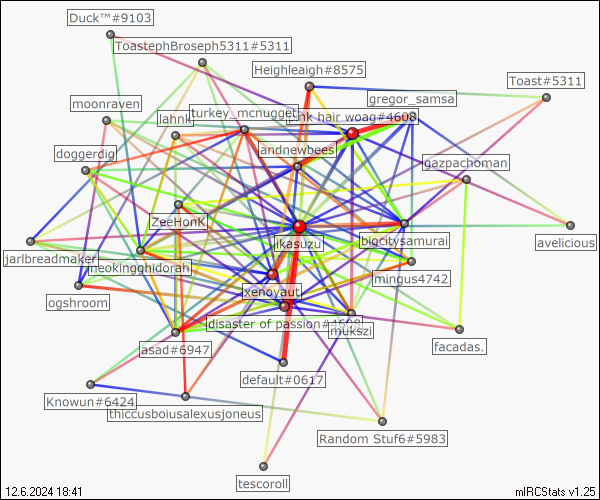 Duck™#9103
ToastephBroseph5311#5311
Heighleaigh#8575
Toast#5311
gregor_samsa
moonraven
turkey_mcnugget
lahnk
hair woag#4608
landnewbees
doggerdig
gazpachoman
ZeeHonK
avelicious
bigcitysamurai
ikasuzu
jarlbreadmaker
neokingghidorah
mingus4742
xenoyaut
ogshroom
disaster of passion#4608
mukszi
facadas.
asad#6947
default#0617
Knowun#6424
thiccusboiusalexusjoneus
Random Stuf6#5983
tescoroll
12.6.2024 18:41
mIRCStats v1.25